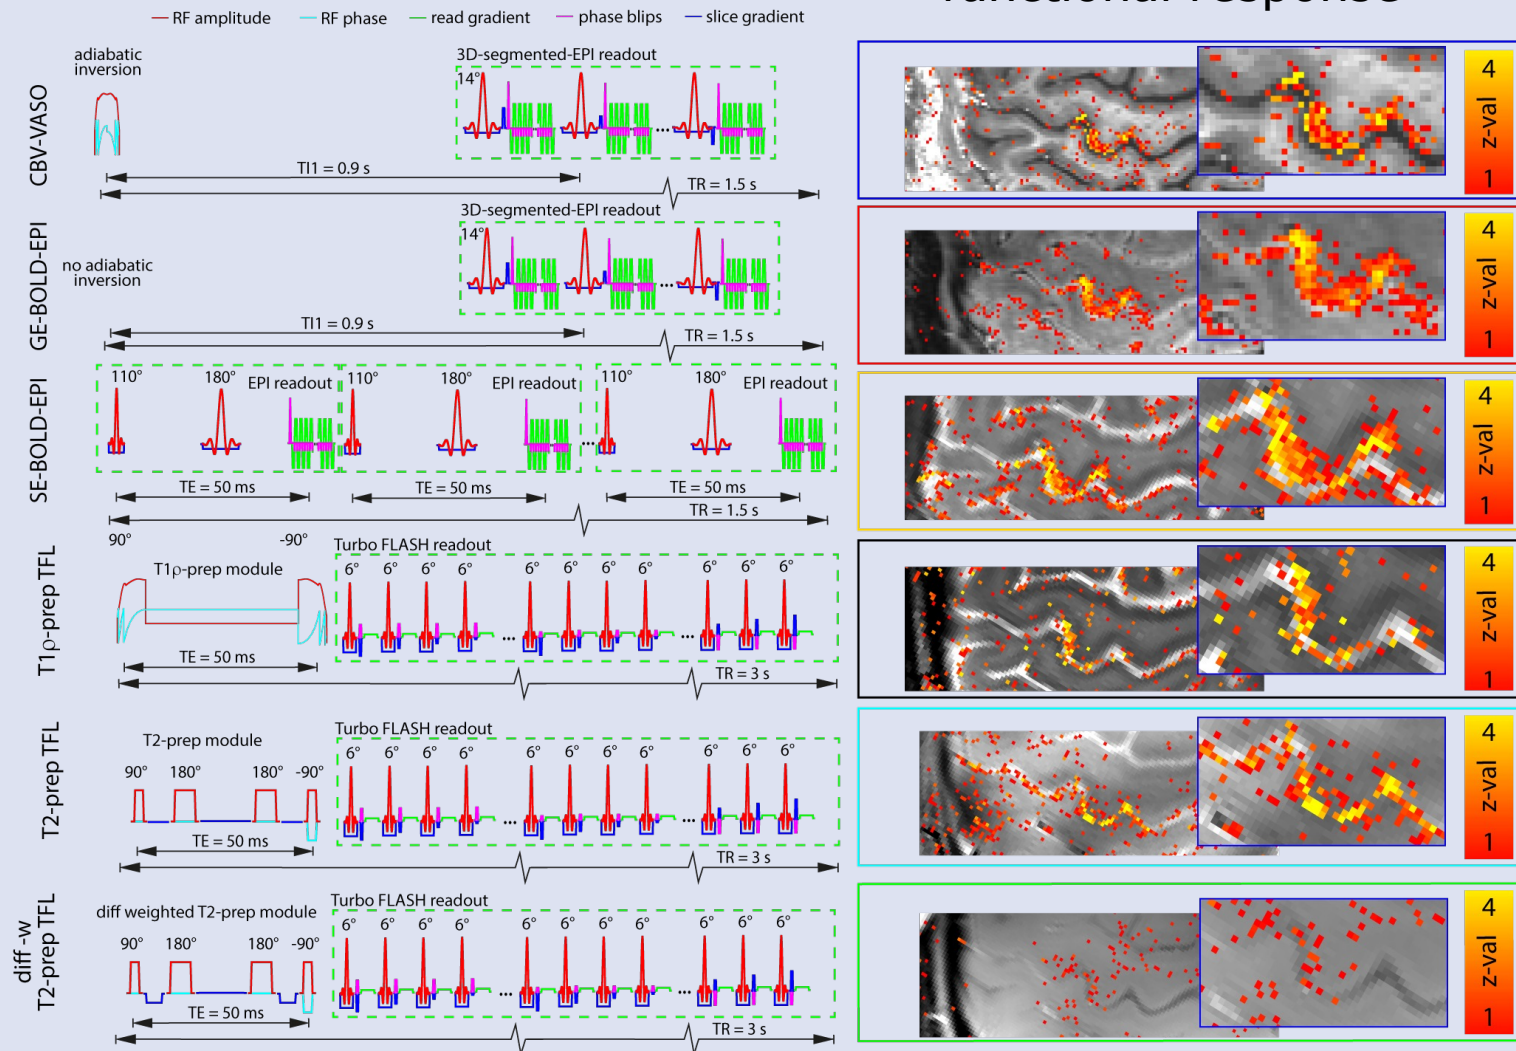 functional response
RF amplitude RF phase read gradient phase blips slice gradient
CBV-VASO
adiabatic
inversion
3D-segmented-EPI readout
14°
...
TI1 = 0.9 s
TR = 1.5 s
4
z-val
1
GE-BOLD-EPI
no adiabatic
inversion
3D-segmented-EPI readout
14°
...
TI1 = 0.9 s
TR = 1.5 s
4
z-val
1
SE-BOLD-EPI
110° 180° EPI readout 110° 180° EPI readout 110° 180° EPI readout
...
TE = 50 ms TE = 50 ms TE = 50 ms
TR = 1.5 s
4
z-val
1
T1ρ-prep TFL
90° -90°
T1ρ-prep module
TE = 50 ms
Turbo FLASH readout
6° 6° 6° 6° 6° 6° 6° 6° 6° 6° 6°
... ...
TR = 3 s
4
z-val
1
T2-prep TFL
T2-prep module
90° 180° 180° -90°
TE = 50 ms
Turbo FLASH readout
6° 6° 6° 6° 6° 6° 6° 6° 6° 6° 6°
... ...
TR = 3 s
4
z-val
1
diff -w
T2-prep TFL
diff weighted T2-prep module
90° 180° 180° -90°
TE = 50 ms
Turbo FLASH readout
6° 6° 6° 6° 6° 6° 6° 6° 6° 6° 6°
... ...
TR = 3 s
4
z-val
1